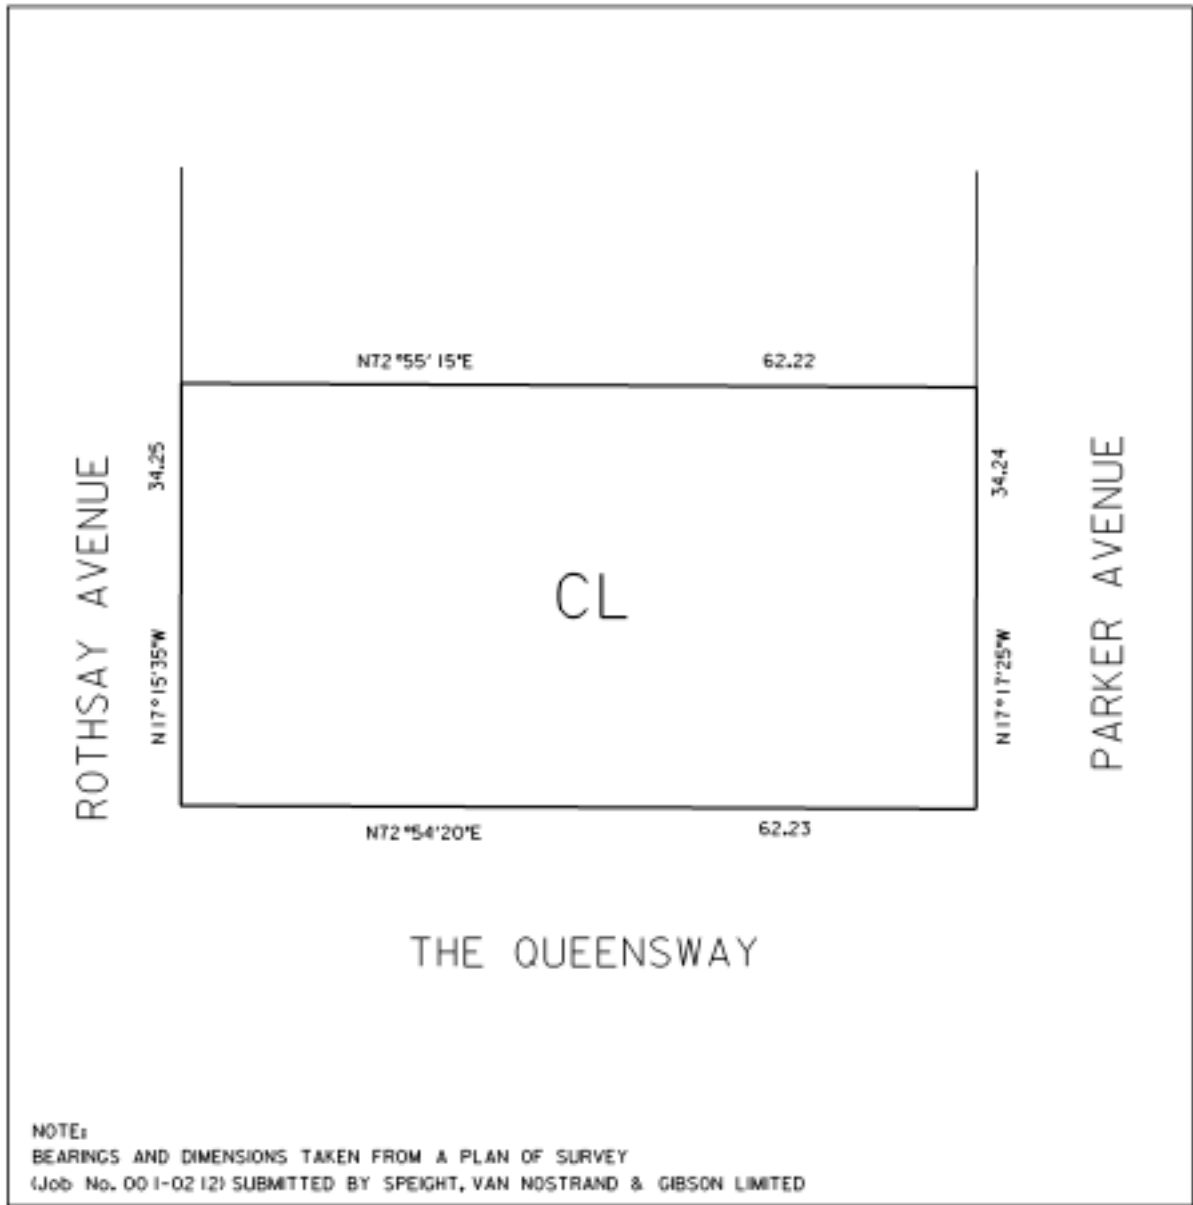 N72°55'15"E 62.22
34.25
34.24
ROTHSAY AVENUE
PARKER AVENUE
CL
N17°15'35"W
N17°17'25"W
N72°54'20"E 62.23
THE QUEENSWAY
NOTE:
BEARINGS AND DIMENSIONS TAKEN FROM A PLAN OF SURVEY
(Job No. 001-0212) SUBMITTED BY SPEIGHT, VAN NOSTRAND & GIBSON LIMITED